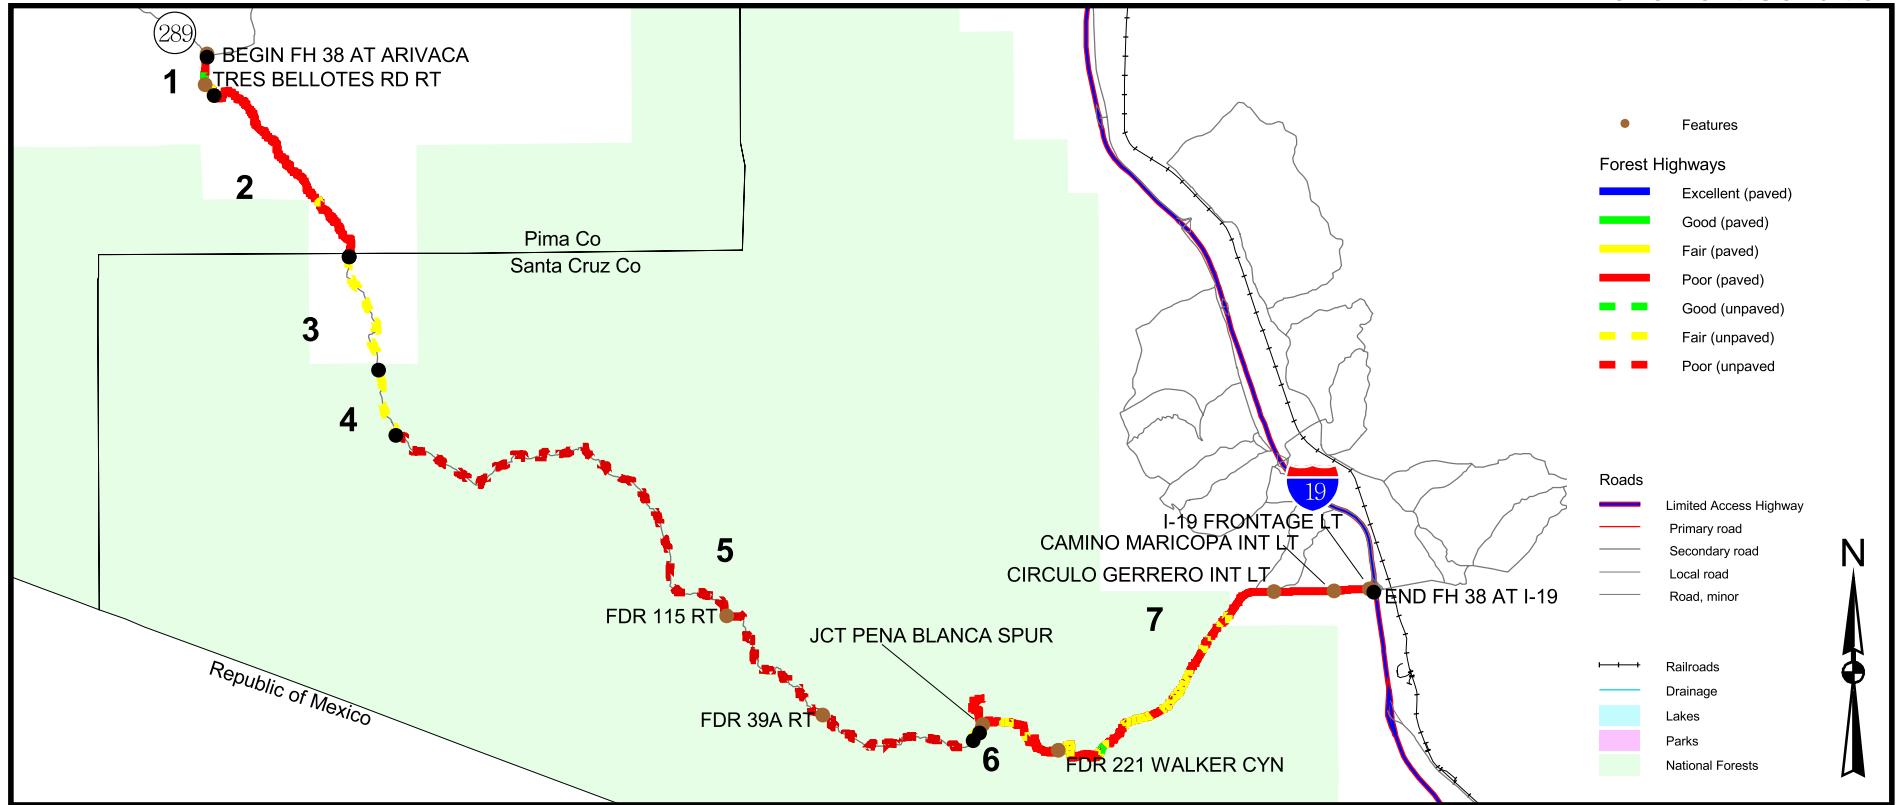 289
BEGIN FH 38 AT ARIVACA
TRES BELLOTES RD RT
1
2
Pima Co
Santa Cruz Co
3
4
5
FDR 115 RT
JCT PENA BLANCA SPUR
FDR 39A RT
6
FDR 221 WALKER CYN
7
Republic of Mexico
19
I-19 FRONTAGE LT
CAMINO MARICOPA INT LT
CIRCULO GERRERO INT LT
END FH 38 AT I-19
Features
Forest Highways
Excellent (paved)
Good (paved)
Fair (paved)
Poor (paved)
Good (unpaved)
Fair (unpaved)
Poor (unpaved
Roads
Limited Access Highway
Primary road
Secondary road
Local road
Road, minor
Railroads
Drainage
Lakes
Parks
National Forests
N